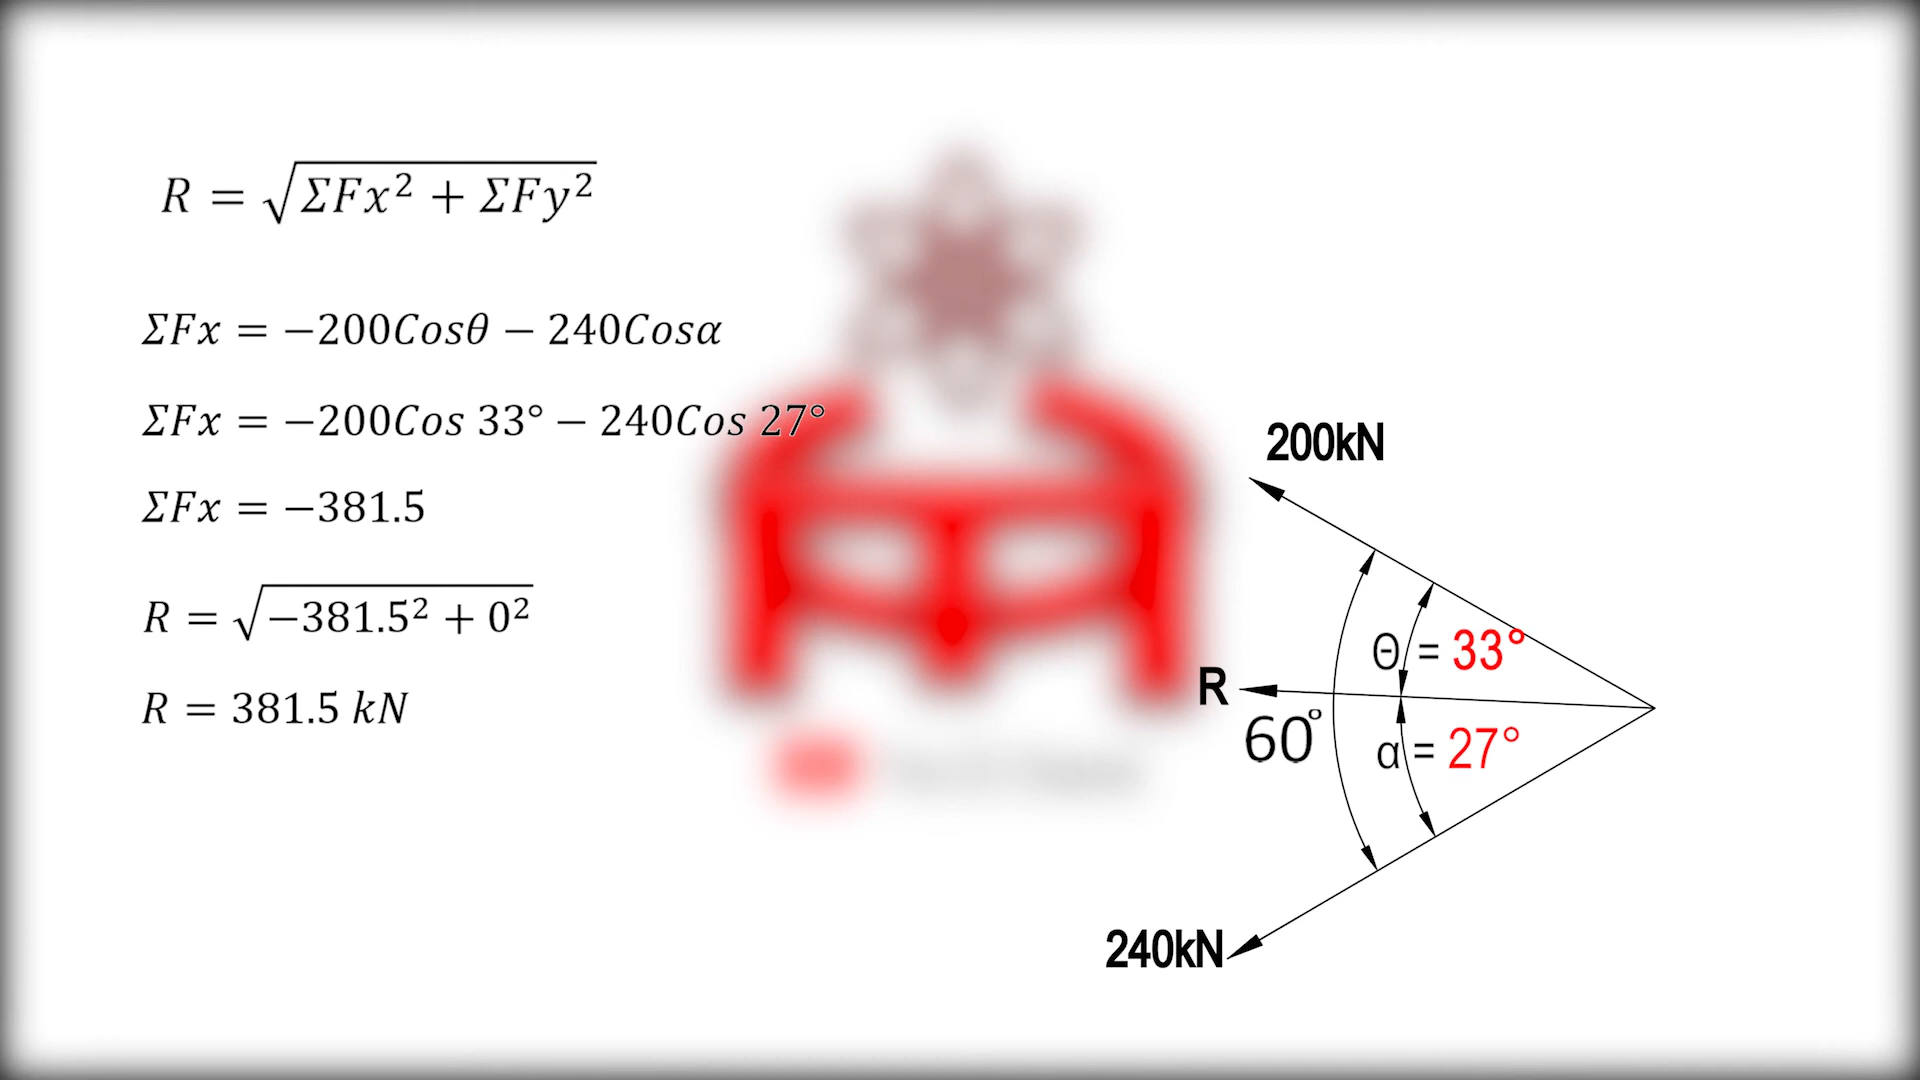 R = √ΣFx² + ΣFy²
ΣFx = −200Cosθ − 240Cosα
ΣFx = −200Cos 33° − 240Cos 27°
ΣFx = −381.5
R = √−381.5² + 0²
R = 381.5 kN
200kN
θ = 33°
R
60°
α = 27°
240kN